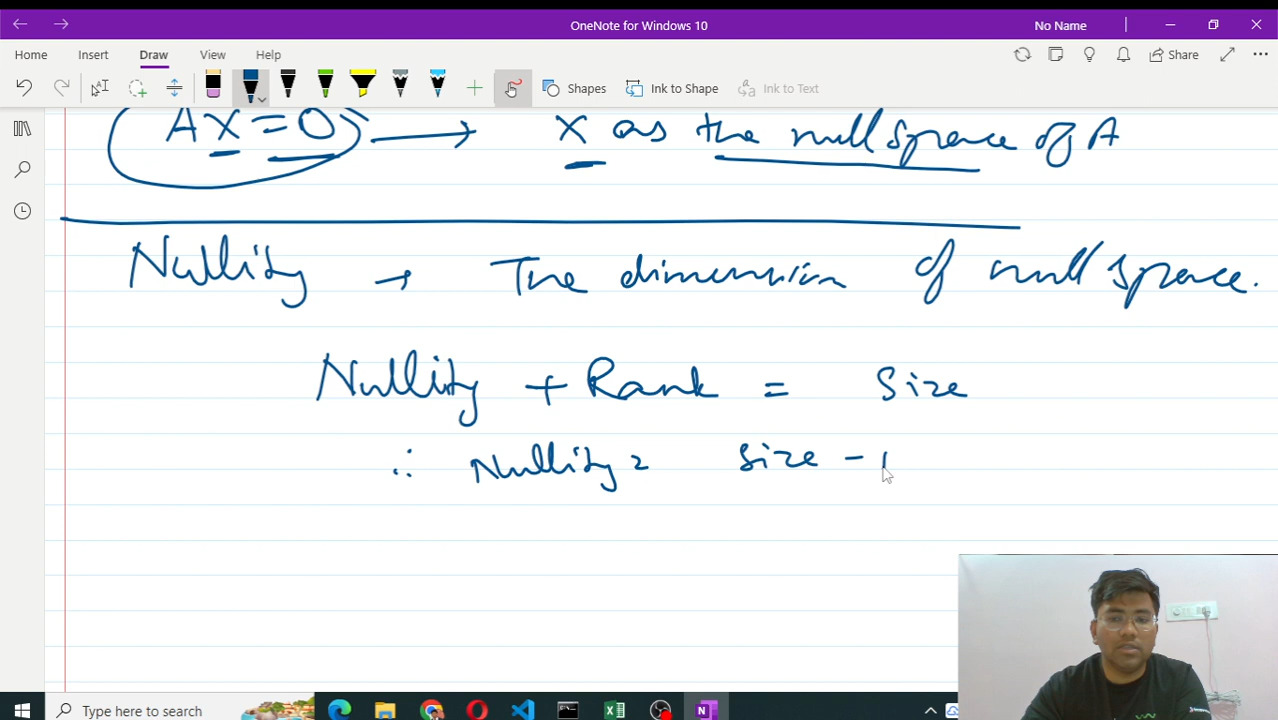 OneNote for Windows 10
No Name
Home Insert Draw View Help
Share
Shapes Ink to Shape Ink to Text
AX = 0 → X as the null space of A
Nullity → The dimension of null space.
Nullity + Rank = Size
∴ Nullity = Size -
Type here to search